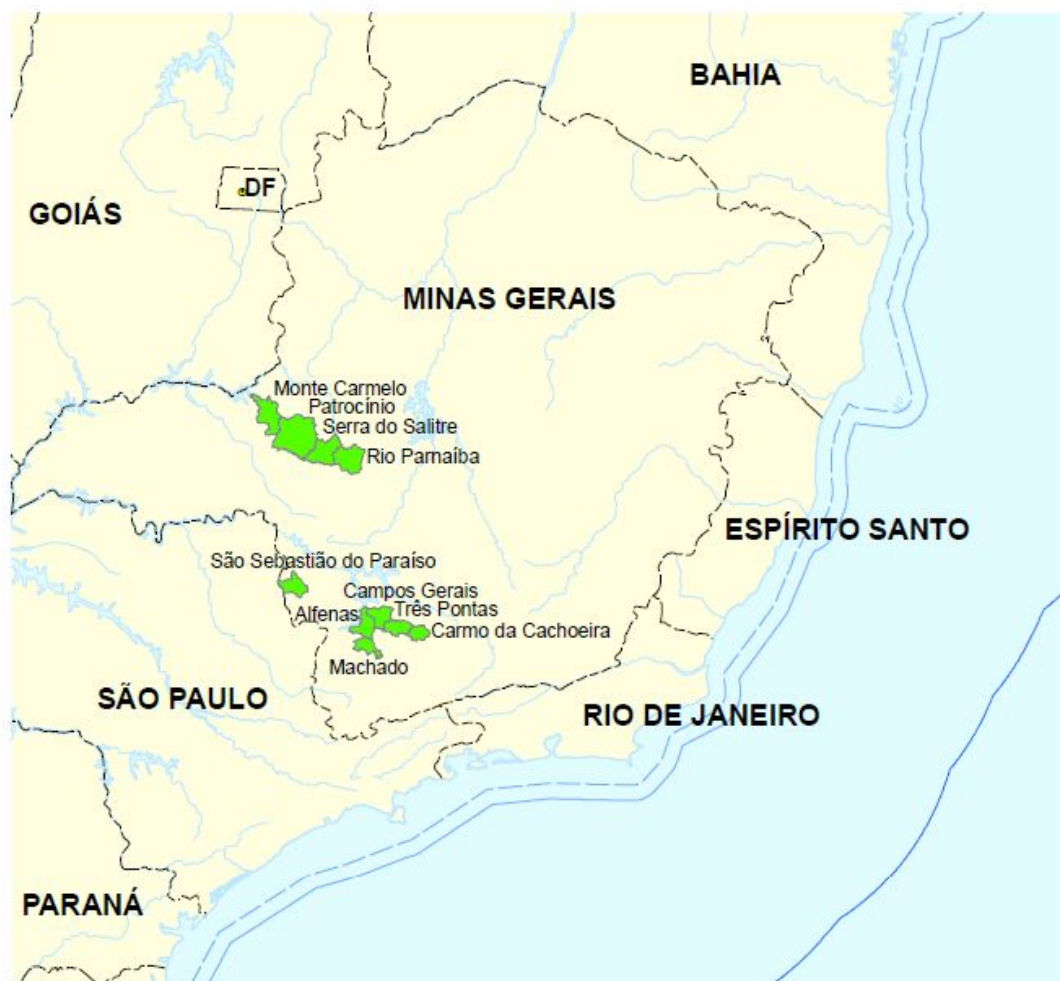 BAHIA
DF
GOIÁS
MINAS GERAIS
Monte Carmelo
Patrocínio
Serra do Salitre
Rio Parnaíba
ESPÍRITO SANTO
São Sebastião do Paraíso
Campos Gerais
Alfenas
Três Pontas
Carmo da Cachoeira
Machado
SÃO PAULO
RIO DE JANEIRO
PARANÁ